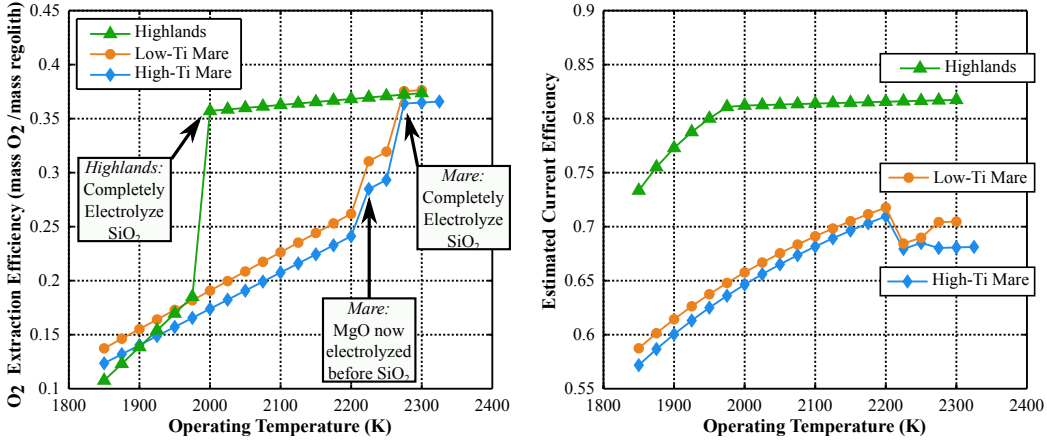 O₂ Extraction Efficiency (mass O₂ / mass regolith)
0.45
0.4
0.35
0.3
0.25
0.2
0.15
0.1
Highlands
Low-Ti Mare
High-Ti Mare
Highlands:
Completely
Electrolyze
SiO₂
Mare:
Completely
Electrolyze
SiO₂
Mare:
MgO now
electrolyzed
before SiO₂
1800 1900 2000 2100 2200 2300 2400
Operating Temperature (K)
Estimated Current Efficiency
0.9
0.85
0.8
0.75
0.7
0.65
0.6
0.55
Highlands
Low-Ti Mare
High-Ti Mare
1800 1900 2000 2100 2200 2300 2400
Operating Temperature (K)